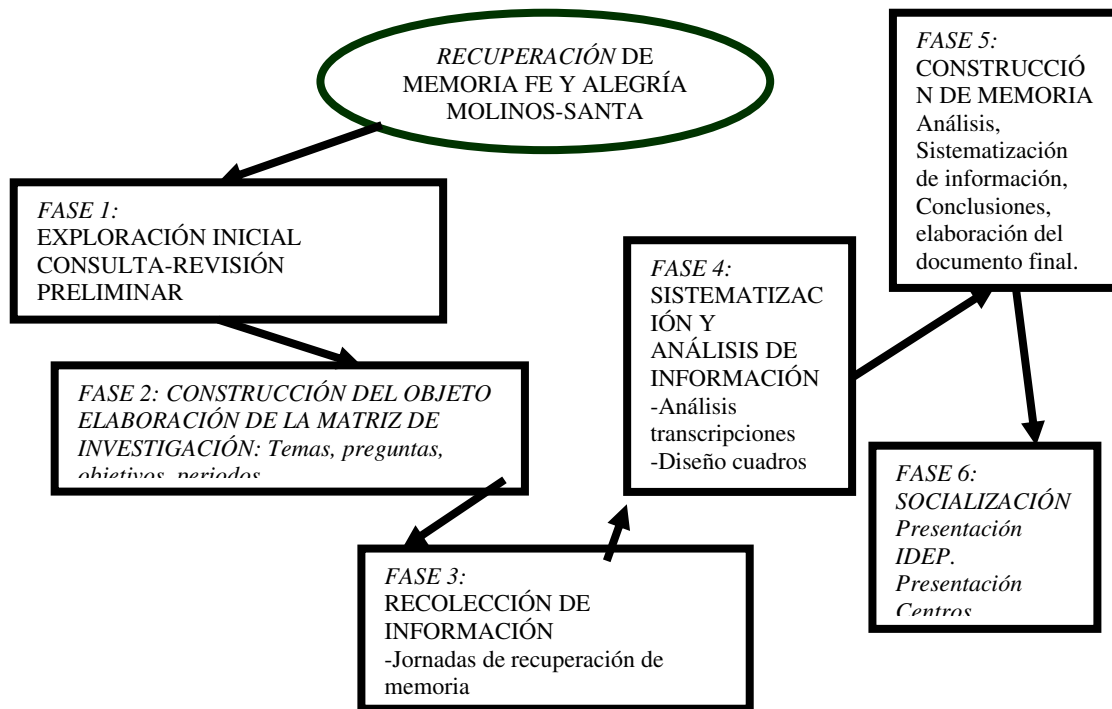 RECUPERACIÓN DE
MEMORIA FE Y ALEGRÍA
MOLINOS-SANTA
FASE 1:
EXPLORACIÓN INICIAL
CONSULTA-REVISIÓN
PRELIMINAR
FASE 2: CONSTRUCCIÓN DEL OBJETO
ELABORACIÓN DE LA MATRIZ DE
INVESTIGACIÓN: Temas, preguntas,
objetivos, periodos
FASE 3:
RECOLECCIÓN DE
INFORMACIÓN
-Jornadas de recuperación de
memoria
FASE 4:
SISTEMATIZAC
IÓN Y
ANÁLISIS DE
INFORMACIÓN
-Análisis
transcripciones
-Diseño cuadros
FASE 5:
CONSTRUCCIÓ
N DE MEMORIA
Análisis,
Sistematización
de información,
Conclusiones,
elaboración del
documento final.
FASE 6:
SOCIALIZACIÓN
Presentación
IDEP.
Presentación
Centros